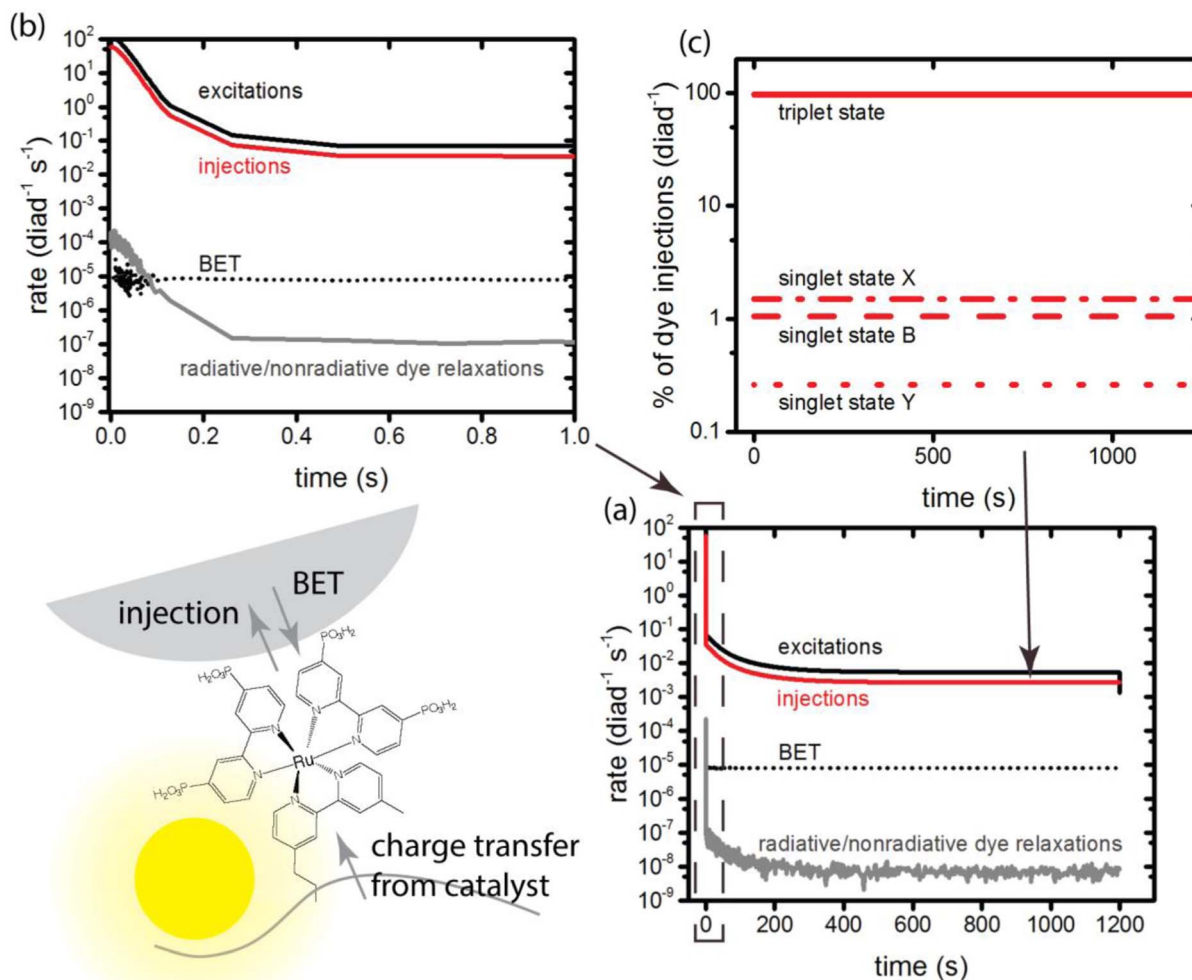 (b)
10²
10¹
10⁰
10⁻¹
10⁻²
10⁻³
10⁻⁴
10⁻⁵
10⁻⁶
10⁻⁷
10⁻⁸
10⁻⁹
rate (diad⁻¹ s⁻¹)
excitations
injections
BET
radiative/nonradiative dye relaxations
0.0 0.2 0.4 0.6 0.8 1.0
time (s)
(c)
100
10
1
0.1
% of dye injections (diad⁻¹)
triplet state
singlet state X
singlet state B
singlet state Y
0 500 1000
time (s)
injection
BET
PO₃H₂
H₂O₃P
PO₃H₂
H₂O₃P
N
N
N
N
N
N
Ru
charge transfer
from catalyst
(a)
10²
10¹
10⁰
10⁻¹
10⁻²
10⁻³
10⁻⁴
10⁻⁵
10⁻⁶
10⁻⁷
10⁻⁸
10⁻⁹
rate (diad⁻¹ s⁻¹)
excitations
injections
BET
radiative/nonradiative dye relaxations
0 200 400 600 800 1000 1200
time (s)